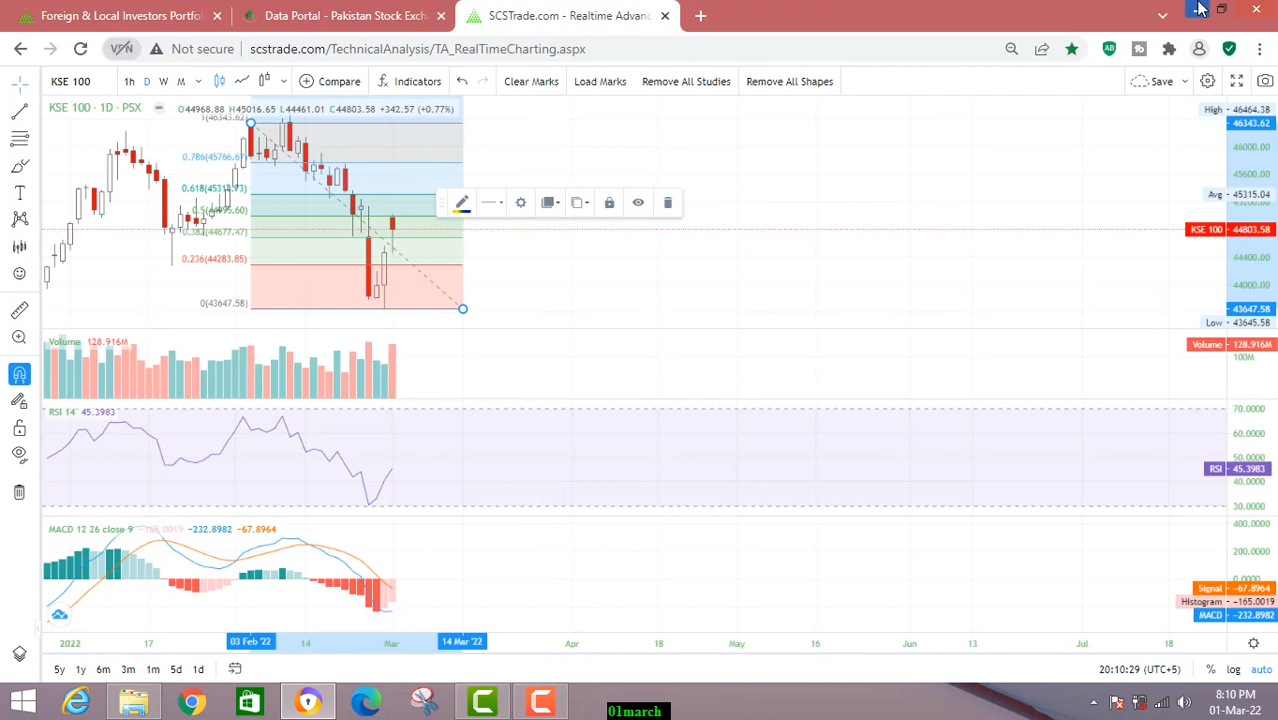 Foreign & Local Investors Portfol
Data Portal - Pakistan Stock Exch
SCSTrade.com - Realtime Advanc
VPN
Not secure
scstrade.com/TechnicalAnalysis/TA_RealTimeCharting.aspx
KSE 100
1h D W M
Compare
Indicators
Clear Marks
Load Marks
Remove All Studies
Remove All Shapes
Save
KSE 100 · 1D · PSX
O44968.88 H45016.65 L44461.01 C44803.58 +342.57 (+0.77%)
1(46343.62)
0.618(45313.73)
0.5(44995.60)
0.382(44677.47)
0.236(44283.85)
0(43647.58)
High 46464.38
46343.62
46000.00
45600.00
Avg 45315.04
KSE 100 44803.58
44400.00
44000.00
43647.58
Low 43645.58
Volume 128.916M
Volume 128.916M
100M
RSI 14 45.3983
70.0000
60.0000
50.0000
RSI 45.3983
40.0000
30.0000
MACD 12 26 close 9 −165.0019 −232.8982 −67.8964
400.0000
200.0000
0.0000
Signal −67.8964
Histogram −165.0019
MACD −232.8982
2022 17 03 Feb '22 14 Mar 14 Mar '22 Apr 18 May 16 Jun 13 Jul 18
5y 1y 6m 3m 1m 5d 1d
20:10:29 (UTC+5)
% log auto
01march
8:10 PM
01-Mar-22